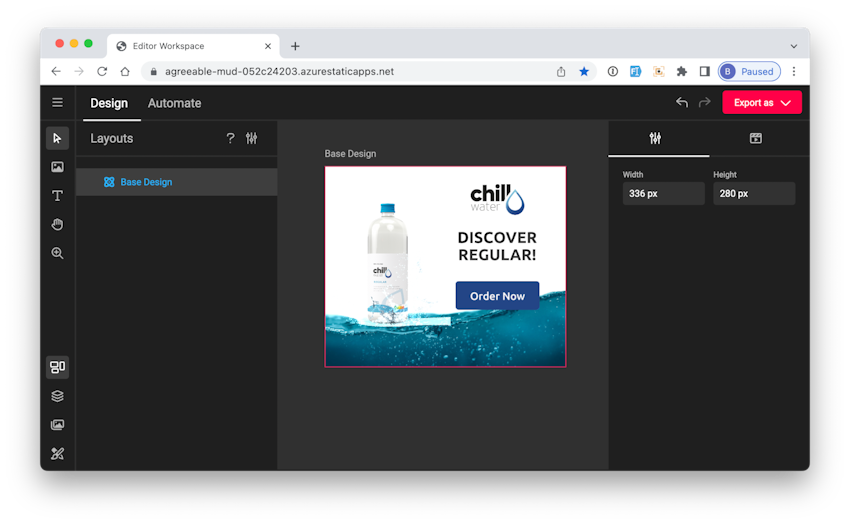 Editor Workspace
agreeable-mud-052c24203.azurestaticapps.net
B Paused
Design Automate
Export as
Layouts
Base Design
Base Design
Width Height
336 px 280 px
chill
water
DISCOVER
REGULAR!
Order Now
chill